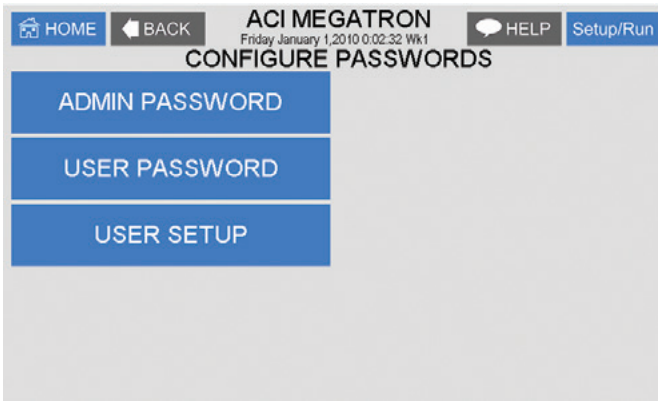 HOME BACK ACI MEGATRON HELP Setup/Run
Friday January 1,2010 0:02:32 Wk1
CONFIGURE PASSWORDS
ADMIN PASSWORD
USER PASSWORD
USER SETUP